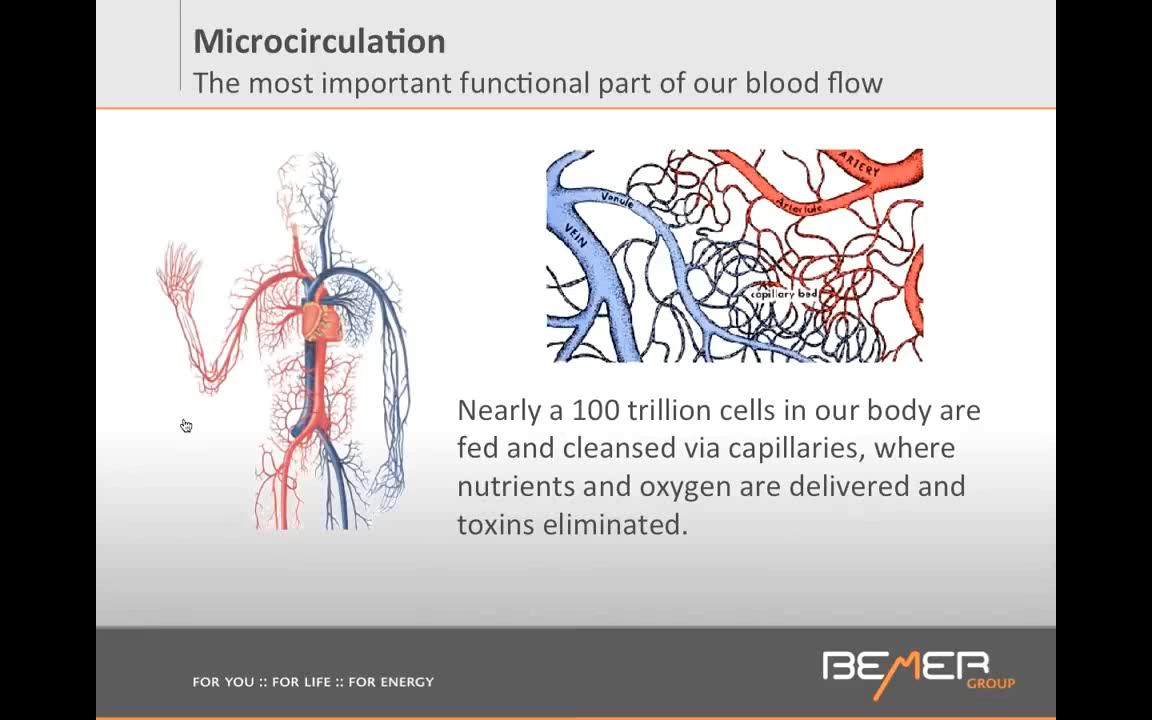 Microcirculation
The most important functional part of our blood flow
ARTERY
Arteriole
Venule
VEIN
capillary bed
Nearly a 100 trillion cells in our body are
fed and cleansed via capillaries, where
nutrients and oxygen are delivered and
toxins eliminated.
FOR YOU :: FOR LIFE :: FOR ENERGY
BEMER
GROUP